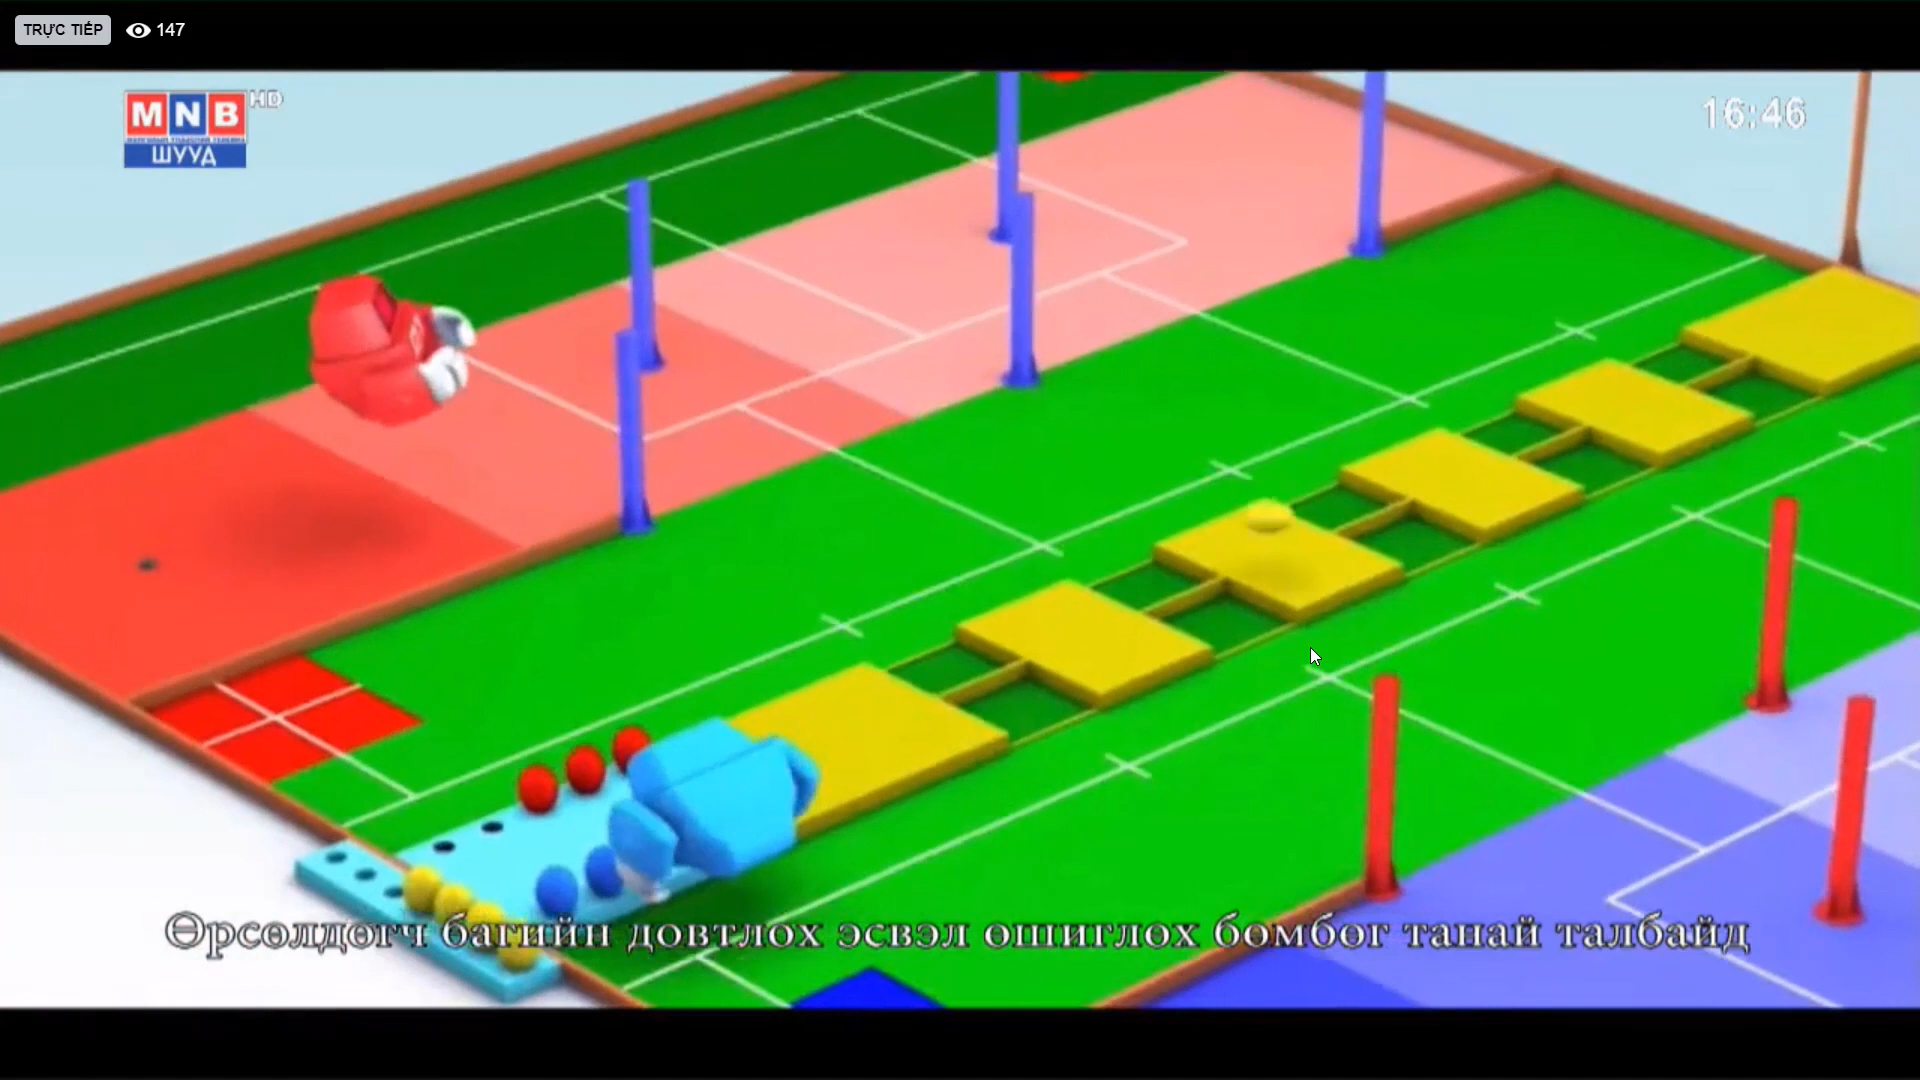 TRỰC TIẾP 147
MNB HD
ШУУД
16:46
Өрсөлдөгч багийн довтлох эсвэл өшиглөх бөмбөг танай талбайд